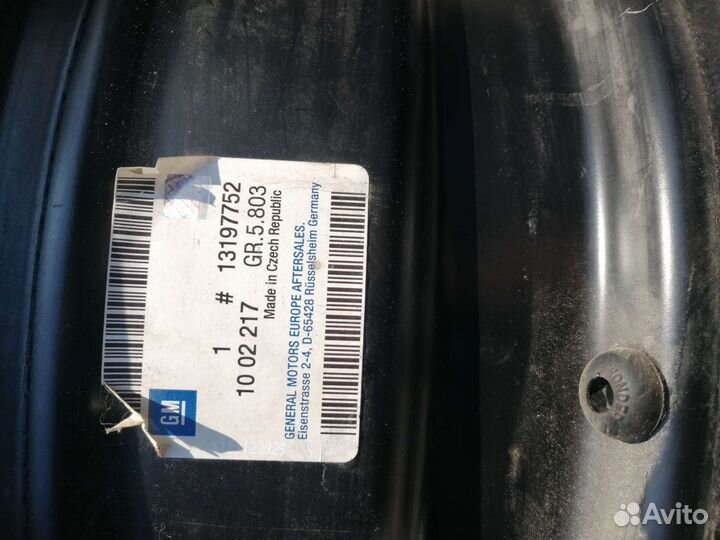 1 # 13197752
10 02 217 GR.5.803
Made in Czech Republic
GENERAL MOTORS EUROPE AFTERSALES.
Eisenstrasse 2-4, D-65428 Rüsselsheim Germany
GM
Avito